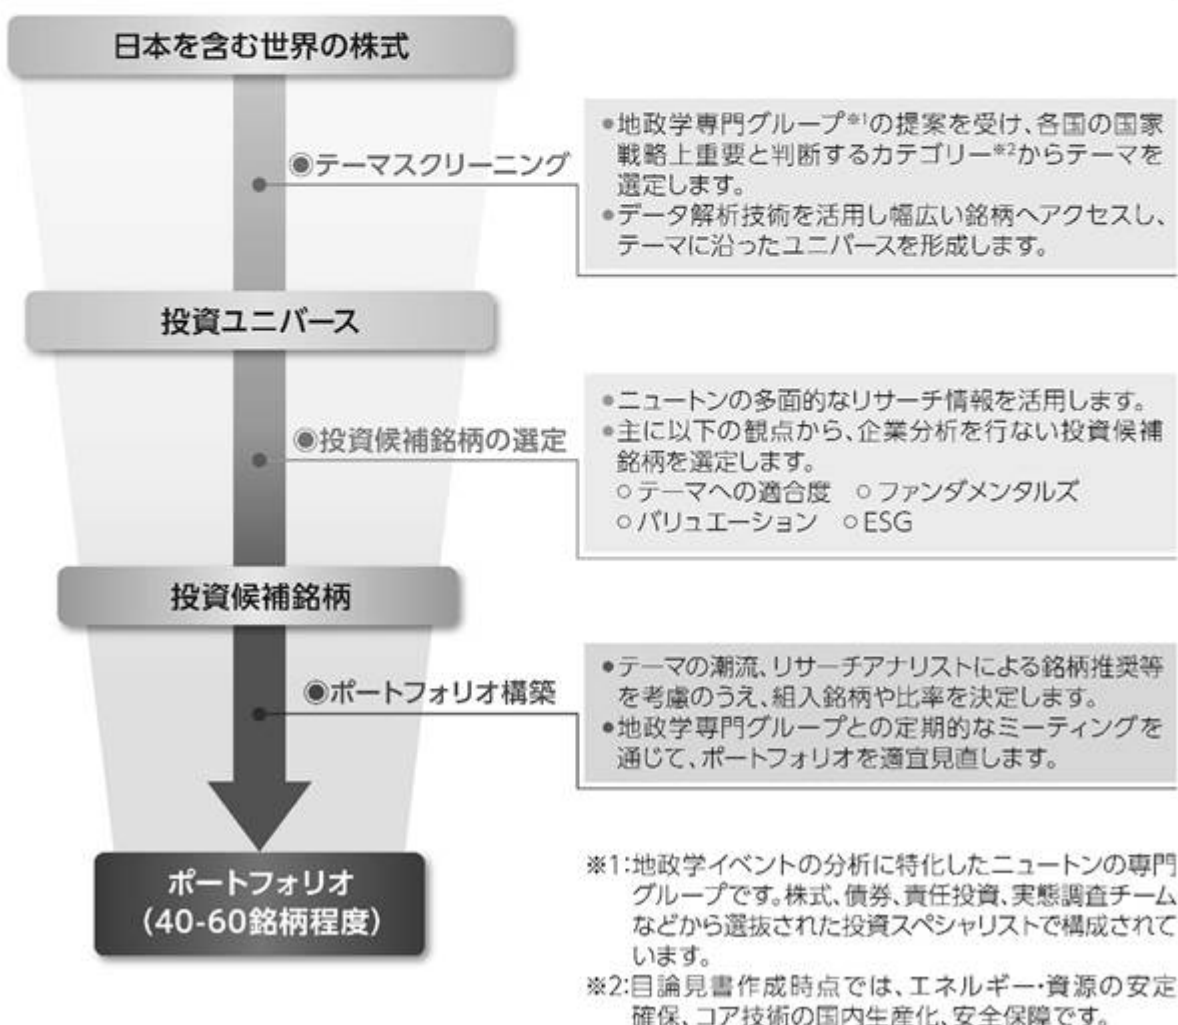 日本を含む世界の株式
◉テーマスクリーニング
●地政学専門グループ※1の提案を受け、各国の国家
戦略上重要と判断するカテゴリー※2からテーマを
選定します。
●データ解析技術を活用し幅広い銘柄へアクセスし、
テーマに沿ったユニバースを形成します。
投資ユニバース
◉投資候補銘柄の選定
●ニュートンの多面的なリサーチ情報を活用します。
●主に以下の観点から、企業分析を行ない投資候補
銘柄を選定します。
○テーマへの適合度 ○ファンダメンタルズ
○バリュエーション ○ESG
投資候補銘柄
◉ポートフォリオ構築
●テーマの潮流、リサーチアナリストによる銘柄推奨等
を考慮のうえ、組入銘柄や比率を決定します。
●地政学専門グループとの定期的なミーティングを
通じて、ポートフォリオを適宜見直します。
ポートフォリオ
（40-60銘柄程度）
※1:地政学イベントの分析に特化したニュートンの専門
グループです。株式、債券、責任投資、実態調査チーム
などから選抜された投資スペシャリストで構成されて
います。
※2:目論見書作成時点では、エネルギー・資源の安定
確保、コア技術の国内生産化、安全保障です。